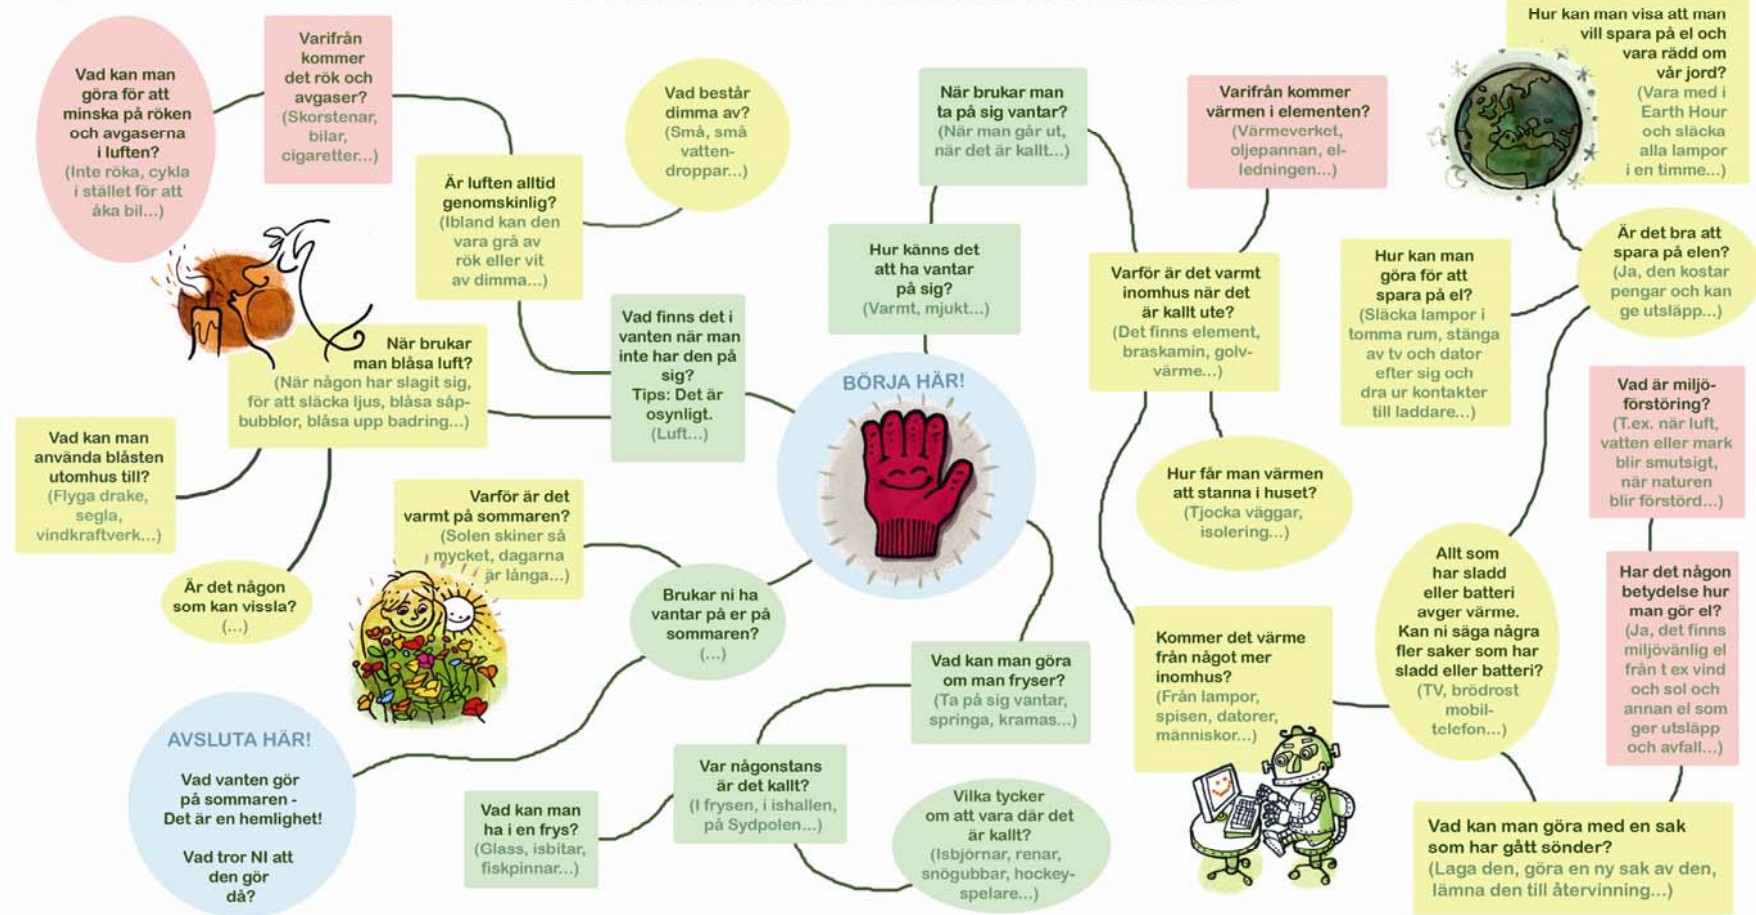 Vad kan man
göra för att
minska på röken
och avgaserna
i luften?
(Inte röka, cykla
i stället för att
åka bil...)
Varifrån
kommer
det rök och
avgaser?
(Skorstenar,
bilar,
cigaretter...)
Är luften alltid
genomskinlig?
(Ibland kan den
vara grå av
rök eller vit
av dimma...)
Vad består
dimma av?
(Små, små
vatten-
droppar...)
När brukar man
ta på sig vantar?
(När man går ut,
när det är kallt...)
Varifrån kommer
värmen i elementen?
(Värmeverket,
oljepannan, el-
ledningen...)
Hur kan man visa att man
vill spara på el och
vara rädd om
vår jord?
(Vara med i
Earth Hour
och släcka
alla lampor
i en timme...)
Hur känns det
att ha vantar
på sig?
(Varmt, mjukt...)
Varför är det varmt
inomhus när det
är kallt ute?
(Det finns element,
braskamin, golv-
värme...)
Hur kan man
göra för att
spara på el?
(Släcka lampor i
tomma rum, stänga
av tv och dator
efter sig och
dra ur kontakter
till laddare...)
Är det bra att
spara på elen?
(Ja, den kostar
pengar och kan
ge utsläpp...)
Vad finns det i
vanten när man
inte har den på
sig?
Tips: Det är
osynligt.
(Luft...)
När brukar
man blåsa luft?
(När någon har slagit sig,
för att släcka ljus, blåsa såp-
bubblor, blåsa upp badring...)
BÖRJA HÄR!
Vad är miljö-
förstöring?
(T.ex. när luft,
vatten eller mark
blir smutsigt,
när naturen
blir förstörd...)
Vad kan man
använda blåsten
utomhus till?
(Flyga drake,
segla,
vindkraftverk...)
Varför är det
varmt på sommaren?
(Solen skiner så
mycket, dagarna
är långa...)
Hur får man värmen
att stanna i huset?
(Tjocka väggar,
isolering...)
Är det någon
som kan vissla?
(...)
Brukar ni ha
vantar på er på
sommaren?
(...)
Allt som
har sladd
eller batteri
avger värme.
Kan ni säga några
fler saker som har
sladd eller batteri?
(TV, brödrost
mobil-
telefon...)
Har det någon
betydelse hur
man gör el?
(Ja, det finns
miljövänlig el
från t ex vind
och sol och
annan el som
ger utsläpp
och avfall...)
Vad kan man göra
om man fryser?
(Ta på sig vantar,
springa, kramas...)
Kommer det värme
från något mer
inomhus?
(Från lampor,
spisen, datorer,
människor...)
AVSLUTA HÄR!
Vad vanten gör
på sommaren -
Det är en hemlighet!
Vad tror NI att
den gör
då?
Var någonstans
är det kallt?
(I frysen, i ishallen,
på Sydpolen...)
Vad kan man
ha i en frys?
(Glass, isbitar,
fiskpinnar...)
Vilka tycker
om att vara där det
är kallt?
(Isbjörnar, renar,
snögubbar, hockey-
spelare...)
Vad kan man göra med en sak
som har gått sönder?
(Laga den, göra en ny sak av den,
lämna den till återvinning...)